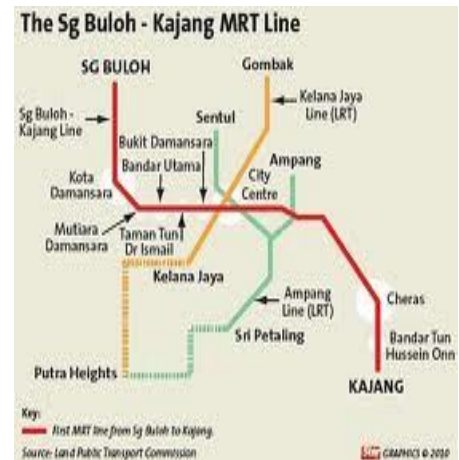 The Sg Buloh - Kajang MRT Line
SG BULOH
Gombak
Sg Buloh -
Kajang Line
Kelana Jaya
Line (LRT)
Sentul
Bukit Damansara
Bandar Utama
Ampang
City
Centre
Kota
Damansara
Mutiara
Damansara
Taman Tun
Dr Ismail
Kelana Jaya
Ampang
Line (LRT)
Cheras
Sri Petaling
Bandar Tun
Hussein Onn
Putra Heights
KAJANG
Key:
First MRT line from Sg Buloh to Kajang.
Source: Land Public Transport Commission
Star GRAPHICS © 2010